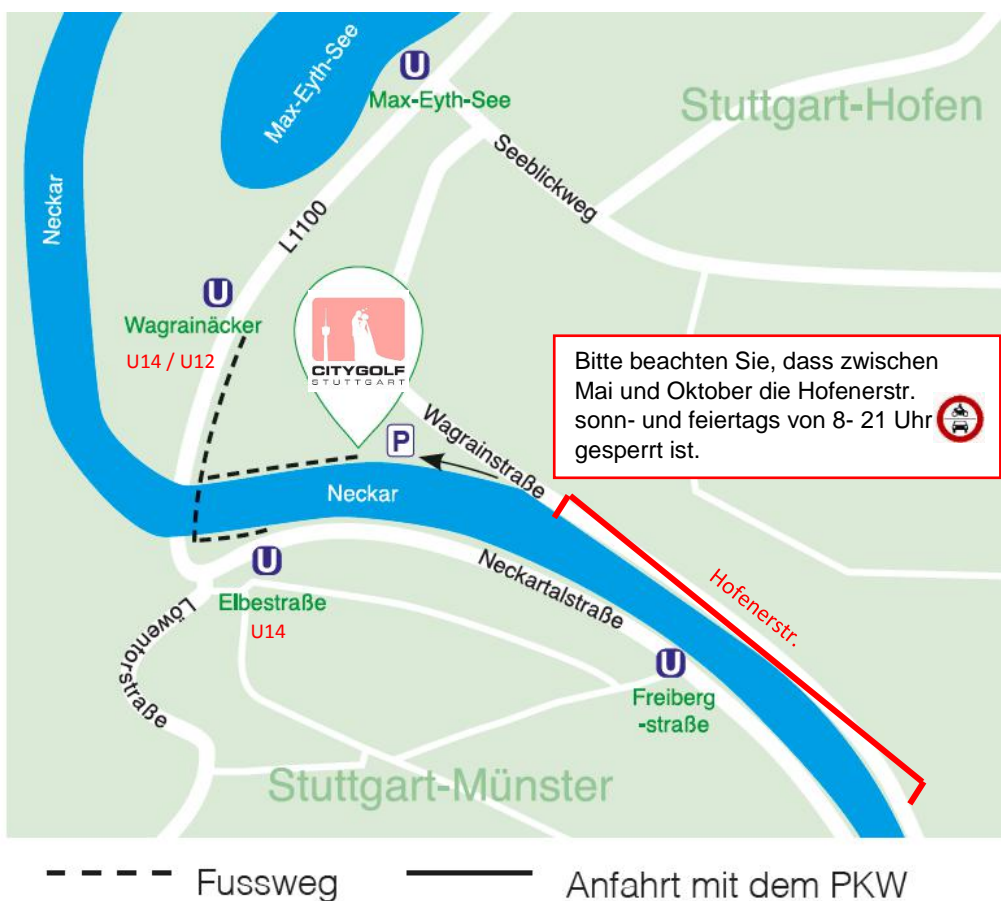 Max-Eyth-See
U
Max-Eyth-See
Stuttgart-Hofen
Seeblickweg
Neckar
L1100
U
Wagrainäcker
U14 / U12
CITYGOLF
STUTTGART
Bitte beachten Sie, dass zwischen
Mai und Oktober die Hofenerstr.
sonn- und feiertags von 8- 21 Uhr
gesperrt ist.
Wagrainstraße
P
Neckar
U
Elbestraße
U14
Neckartalstraße
Hofenerstr.
Löwentorstraße
U
Freiberg
-straße
Stuttgart-Münster
Fussweg
Anfahrt mit dem PKW